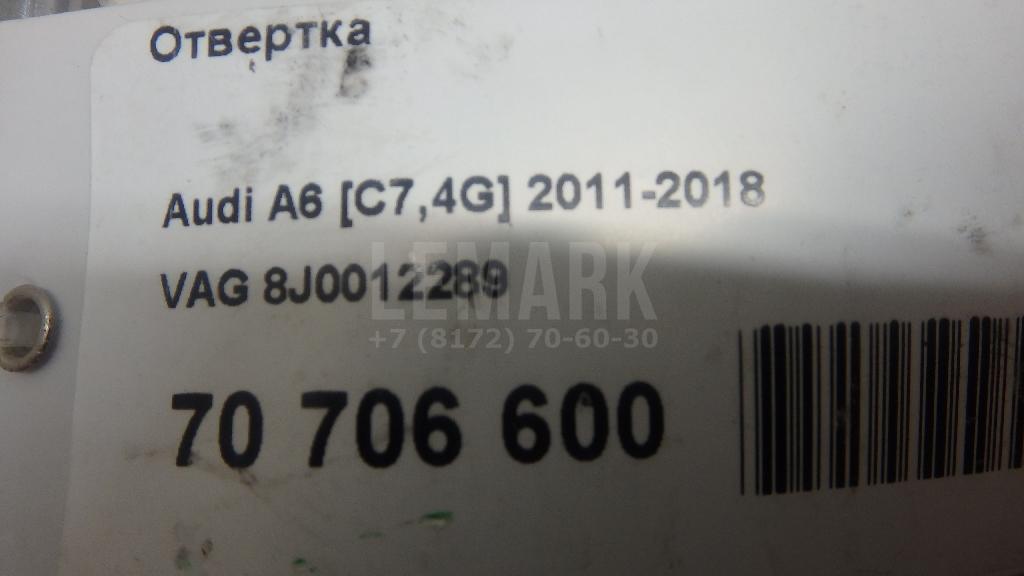 Отвертка
Audi A6 [C7,4G] 2011-2018
VAG 8J0012289
LEMARK
+7 (8172) 70-60-30
70 706 600